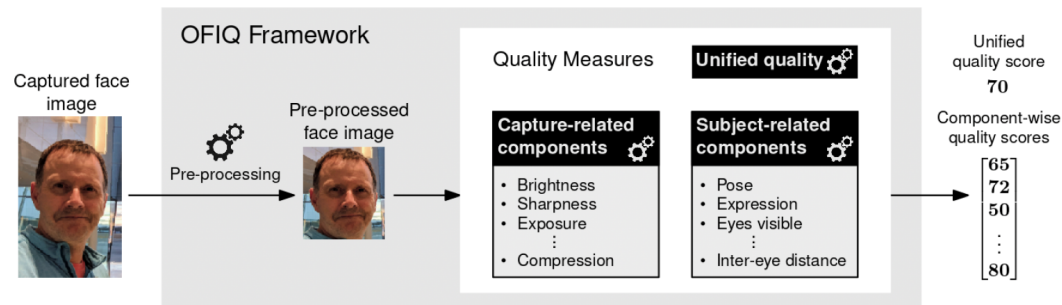 OFIQ Framework
Captured face
image
Pre-processing
Pre-processed
face image
Quality Measures
Unified quality
Capture-related
components
• Brightness
• Sharpness
• Exposure
⋮
• Compression
Subject-related
components
• Pose
• Expression
• Eyes visible
⋮
• Inter-eye distance
Unified
quality score
70
Component-wise
quality scores
65
72
50
⋮
80